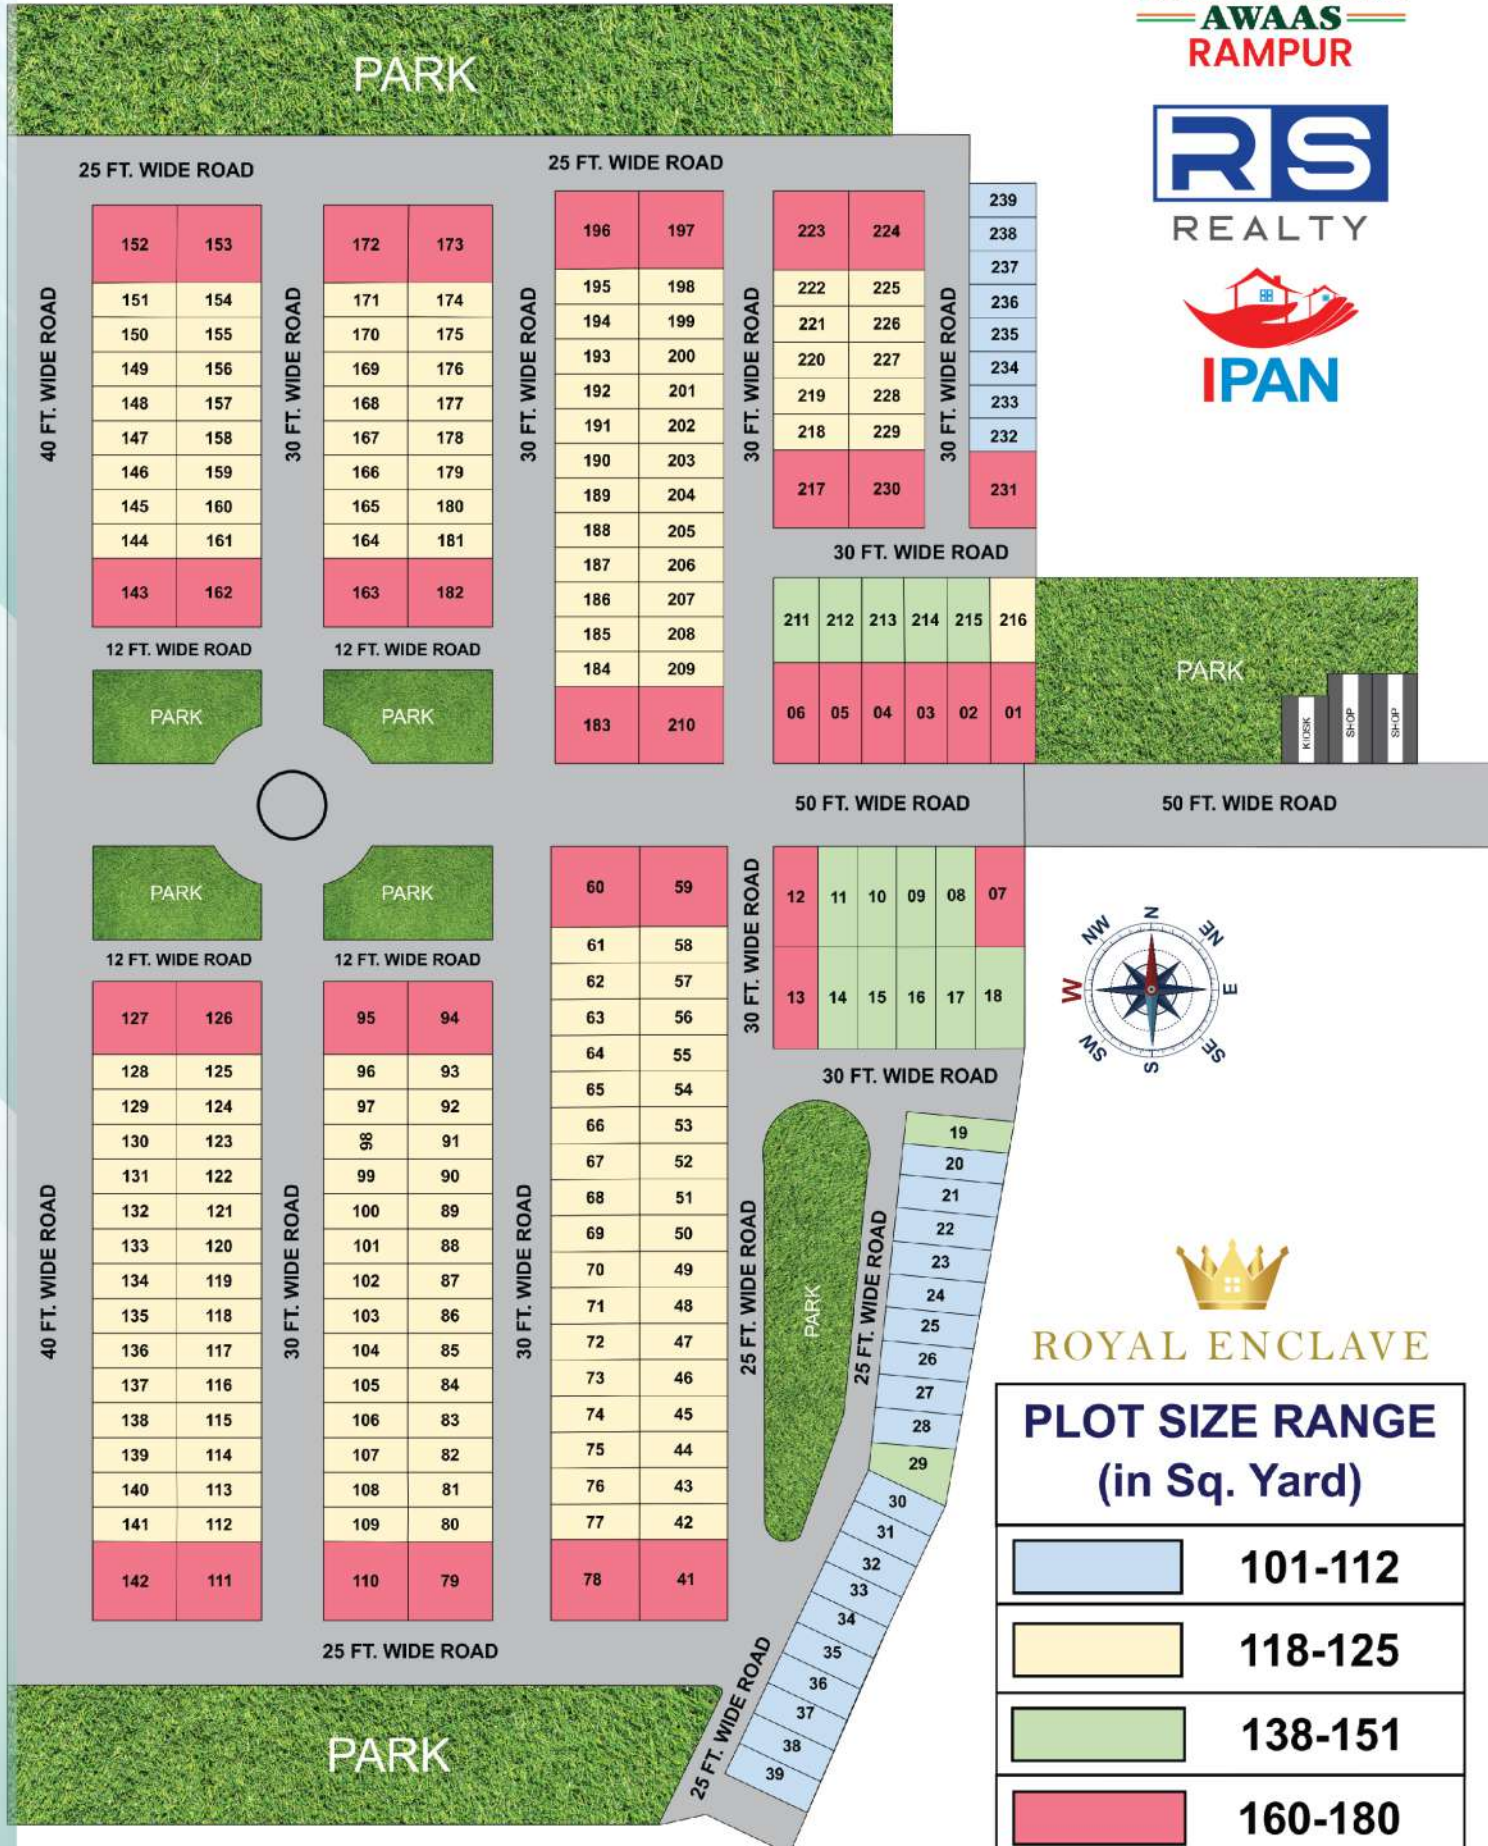 AWAAS
RAMPUR
RS
REALTY
IPAN
PARK
25 FT. WIDE ROAD
25 FT. WIDE ROAD
40 FT. WIDE ROAD
152 153
151 154
150 155
149 156
148 157
147 158
146 159
145 160
144 161
143 162
12 FT. WIDE ROAD
PARK
30 FT. WIDE ROAD
172 173
171 174
170 175
169 176
168 177
167 178
166 179
165 180
164 181
163 182
12 FT. WIDE ROAD
PARK
30 FT. WIDE ROAD
196 197
195 198
194 199
193 200
192 201
191 202
190 203
189 204
188 205
187 206
186 207
185 208
184 209
183 210
30 FT. WIDE ROAD
223 224
222 225
221 226
220 227
219 228
218 229
217 230
30 FT. WIDE ROAD
239
238
237
236
235
234
233
232
231
30 FT. WIDE ROAD
211 212 213 214 215 216
06 05 04 03 02 01
PARK
KIOSK
SHOP
SHOP
50 FT. WIDE ROAD
50 FT. WIDE ROAD
PARK
PARK
12 FT. WIDE ROAD
12 FT. WIDE ROAD
40 FT. WIDE ROAD
127 126
128 125
129 124
130 123
131 122
132 121
133 120
134 119
135 118
136 117
137 116
138 115
139 114
140 113
141 112
142 111
30 FT. WIDE ROAD
95 94
96 93
97 92
98 91
99 90
100 89
101 88
102 87
103 86
104 85
105 84
106 83
107 82
108 81
109 80
110 79
30 FT. WIDE ROAD
60 59
61 58
62 57
63 56
64 55
65 54
66 53
67 52
68 51
69 50
70 49
71 48
72 47
73 46
74 45
75 44
76 43
77 42
78 41
30 FT. WIDE ROAD
12 11 10 09 08 07
13 14 15 16 17 18
30 FT. WIDE ROAD
25 FT. WIDE ROAD
PARK
25 FT. WIDE ROAD
19
20
21
22
23
24
25
26
27
28
29
30
31
32
33
34
35
36
37
38
39
25 FT. WIDE ROAD
25 FT. WIDE ROAD
PARK
N
NE
E
SE
S
SW
W
NW
ROYAL ENCLAVE
PLOT SIZE RANGE
(in Sq. Yard)
101-112
118-125
138-151
160-180